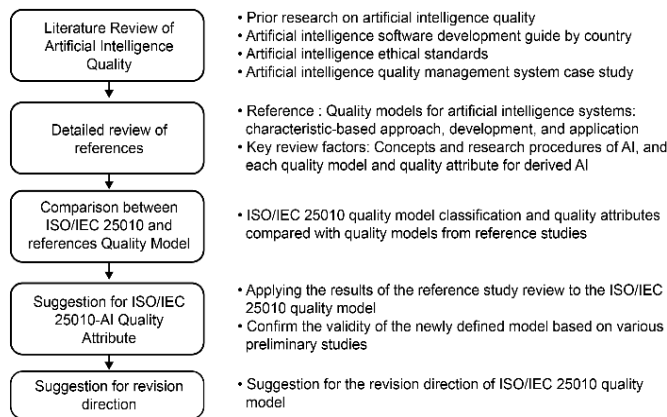 Literature Review of
Artificial Intelligence
Quality
• Prior research on artificial intelligence quality
• Artificial intelligence software development guide by country
• Artificial intelligence ethical standards
• Artificial intelligence quality management system case study
Detailed review of
references
• Reference : Quality models for artificial intelligence systems:
characteristic-based approach, development, and application
• Key review factors: Concepts and research procedures of AI, and
each quality model and quality attribute for derived AI
Comparison between
ISO/IEC 25010 and
references Quality Model
• ISO/IEC 25010 quality model classification and quality attributes
compared with quality models from reference studies
Suggestion for ISO/IEC
25010-AI Quality
Attribute
• Applying the results of the reference study review to the ISO/IEC
25010 quality model
• Confirm the validity of the newly defined model based on various
preliminary studies
Suggestion for revision
direction
• Suggestion for the revision direction of ISO/IEC 25010 quality
model